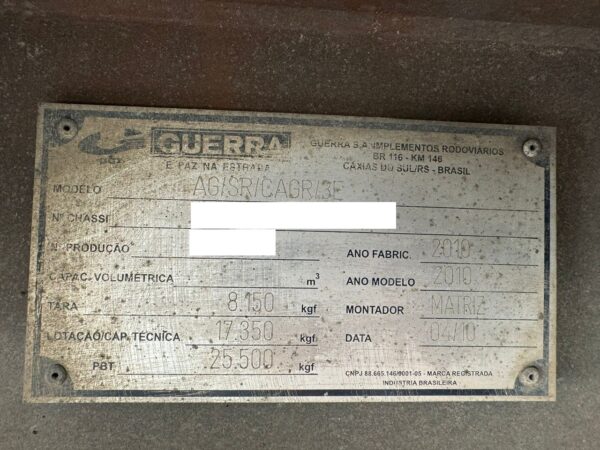 GUERRA
É PAZ NA ESTRADA
GUERRA S.A IMPLEMENTOS RODOVIÁRIOS
BR 116 - KM 146
CAXIAS DO SUL/RS - BRASIL
MODELO AG/SR/CAGR/3E
Nº CHASSI
Nº PRODUÇÃO
ANO FABRIC. 2010
CAPAC. VOLUMÉTRICA m³
ANO MODELO 2010
TARA 8.150 kgf
MONTADOR MATRIZ
LOTAÇÃO/CAP. TÉCNICA 17.350 kgf
DATA 04/10
PBT 25.500 kgf
CNPJ 88.665.146/0001-05 - MARCA REGISTRADA
INDÚSTRIA BRASILEIRA